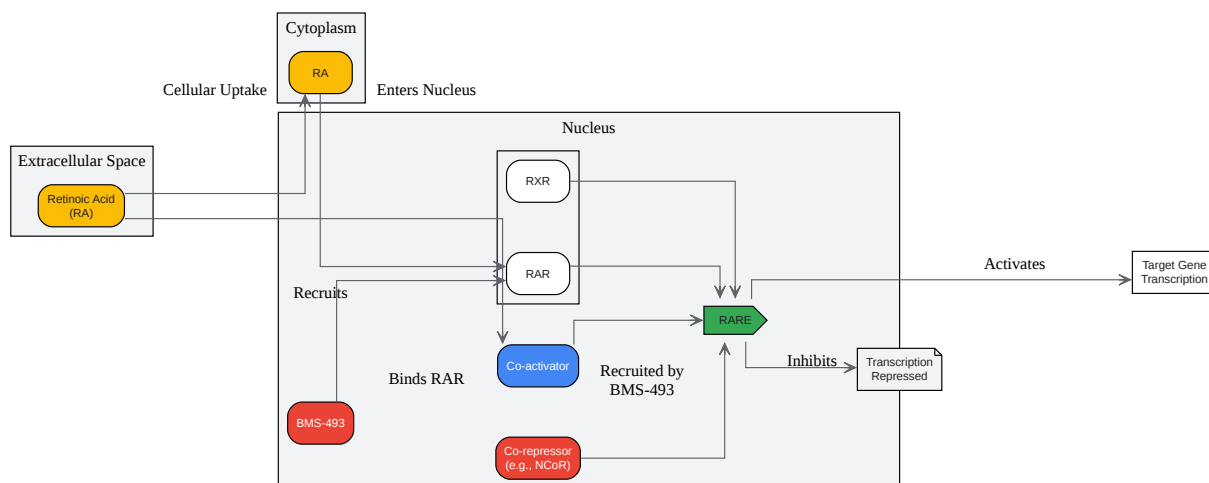 Cytoplasm
RA
Cellular Uptake
Enters Nucleus
Nucleus
Extracellular Space
Retinoic Acid
(RA)
RXR
RAR
Recruits
Activates
Target Gene
Transcription
RARE
Co-activator
Binds RAR
Recruited by
BMS-493
Inhibits
Transcription
Repressed
BMS-493
Co-repressor
(e.g., NCoR)